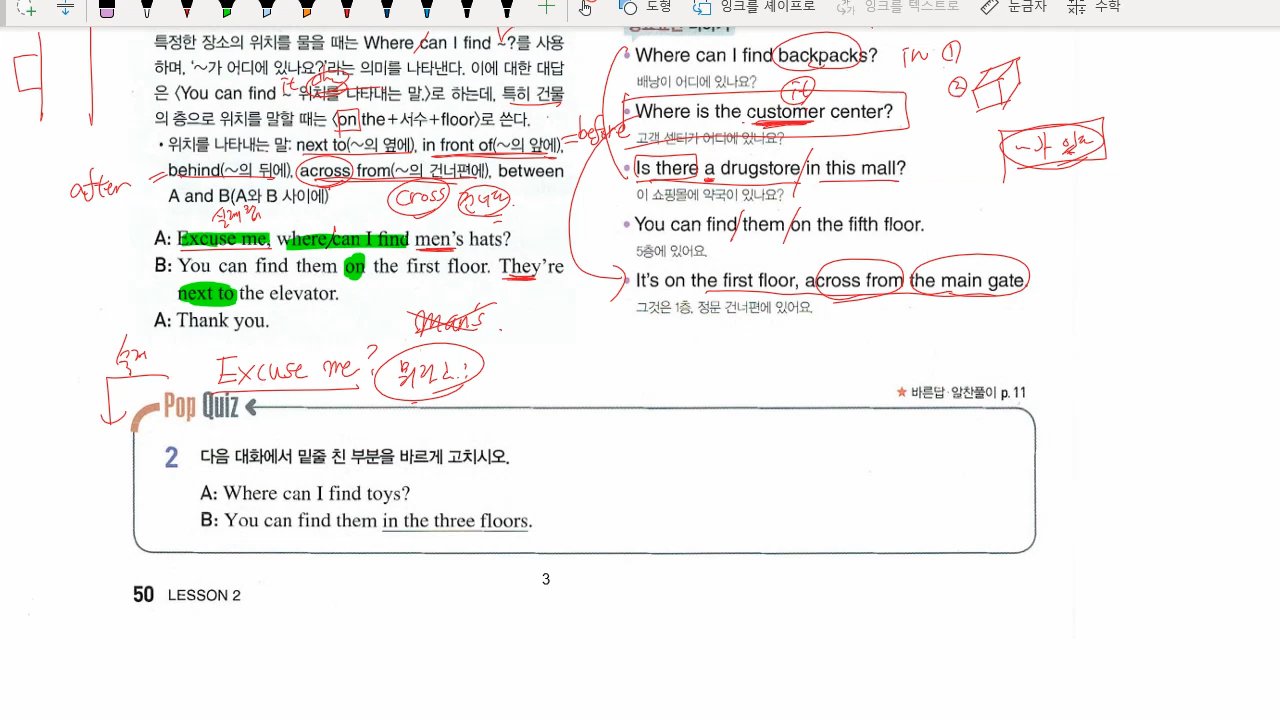 도형
잉크를 셰이프로
잉크를 텍스트로
눈금자
수학
특정한 장소의 위치를 물을 때는 Where can I find ~?를 사용
하며, '~가 어디에 있나요?'라는 의미를 나타낸다. 이에 대한 대답
은 〈You can find ~ 위치를 나타내는 말.〉로 하는데, 특히 건물
의 층으로 위치를 말할 때는 〈on the+서수+floor〉로 쓴다.
• 위치를 나타내는 말: next to(~의 옆에), in front of(~의 앞에),
=before
behind(~의 뒤에), across from(~의 건너편에), between
after =
A and B(A와 B 사이에)
cross
A: Excuse me, where can I find men's hats?
B: You can find them on the first floor. They're
next to the elevator.
A: Thank you.
man's
Excuse me?
• Where can I find backpacks?
배낭이 어디에 있나요?
it
• Where is the customer center?
고객 센터가 어디에 있나요?
• Is there a drugstore in this mall?
이 쇼핑몰에 약국이 있나요?
• You can find them on the fifth floor.
5층에 있어요.
• It's on the first floor, across from the main gate.
그것은 1층, 정문 건너편에 있어요.
in ①
②
★ 바른답·알찬풀이 p.11
Pop Quiz
2 다음 대화에서 밑줄 친 부분을 바르게 고치시오.
A: Where can I find toys?
B: You can find them in the three floors.
3
50 LESSON 2